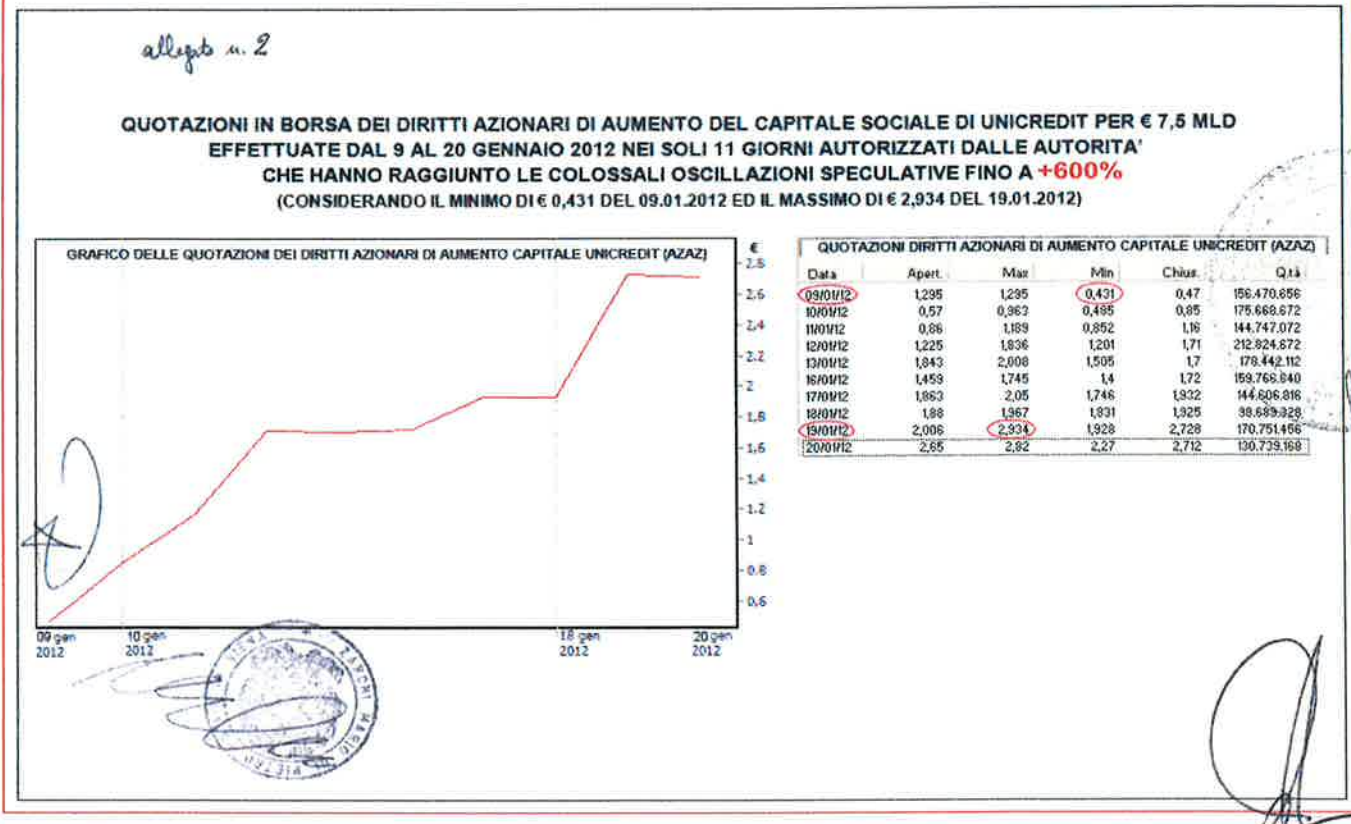 allegato n. 2
QUOTAZIONI IN BORSA DEI DIRITTI AZIONARI DI AUMENTO DEL CAPITALE SOCIALE DI UNICREDIT PER € 7,5 MLD
EFFETTUATE DAL 9 AL 20 GENNAIO 2012 NEI SOLI 11 GIORNI AUTORIZZATI DALLE AUTORITA'
CHE HANNO RAGGIUNTO LE COLOSSALI OSCILLAZIONI SPECULATIVE FINO A +600%
(CONSIDERANDO IL MINIMO DI € 0,431 DEL 09.01.2012 ED IL MASSIMO DI € 2,934 DEL 19.01.2012)
GRAFICO DELLE QUOTAZIONI DEI DIRITTI AZIONARI DI AUMENTO CAPITALE UNICREDIT (AZAZ)
€
2,8
2,6
2,4
2,2
2
1,8
1,6
1,4
1,2
1
0,8
0,6
09 gen 10 gen 18 gen 20 gen
2012 2012 2012 2012
QUOTAZIONI DIRITTI AZIONARI DI AUMENTO CAPITALE UNICREDIT (AZAZ)
Data Apert. Max Min Chius. Q.tà
09/01/12 1,295 1,295 0,431 0,47 156.470.656
10/01/12 0,57 0,963 0,485 0,85 175.668.672
11/01/12 0,86 1,189 0,852 1,16 144.747.072
12/01/12 1,225 1,836 1,201 1,71 212.824.672
13/01/12 1,843 2,008 1,505 1,7 178.442.112
16/01/12 1,459 1,745 1,4 1,72 159.766.640
17/01/12 1,863 2,05 1,746 1,932 144.606.816
18/01/12 1,88 1,967 1,831 1,925 98.689.328
19/01/12 2,006 2,934 1,928 2,728 170.751.456
20/01/12 2,65 2,82 2,27 2,712 130.739.168
ZANCHI MARIO PIETRO SIENA